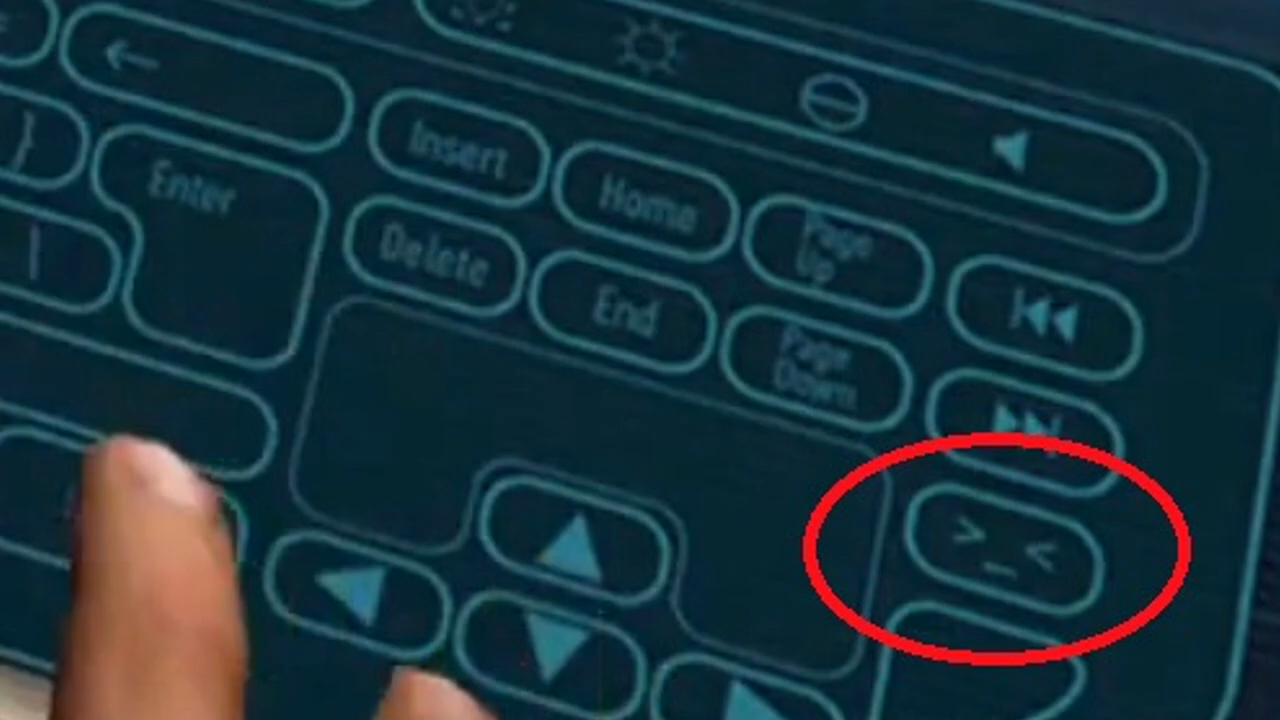 ←
}
Enter
|
Insert
Home
Page
Up
Delete
End
Page
Down
>_<